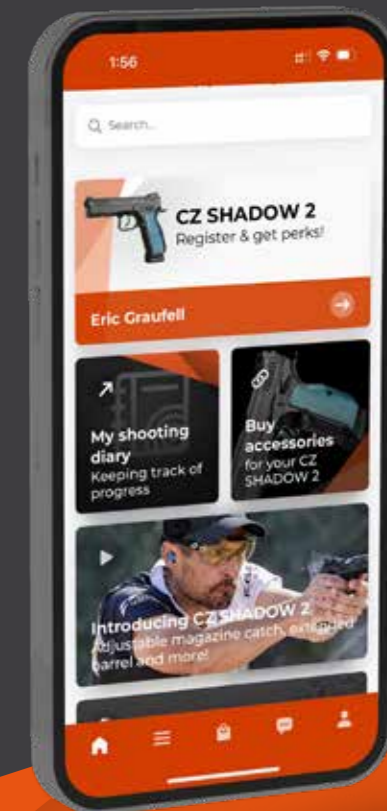 1:56
Search...
CZ SHADOW 2
Register & get perks!
Eric Graufell
My shooting
diary
Keeping track of
progress
Buy
accessories
for your CZ
SHADOW 2
Introducing CZ SHADOW 2
Adjustable magazine catch, extended
barrel and more!